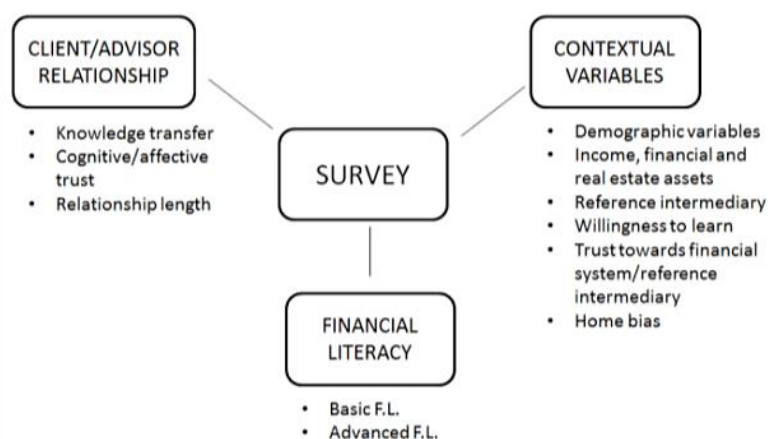 CLIENT/ADVISOR
RELATIONSHIP
• Knowledge transfer
• Cognitive/affective
trust
• Relationship length
CONTEXTUAL
VARIABLES
• Demographic variables
• Income, financial and
real estate assets
• Reference intermediary
• Willingness to learn
• Trust towards financial
system/reference
intermediary
• Home bias
SURVEY
FINANCIAL
LITERACY
• Basic F.L.
• Advanced F.L.